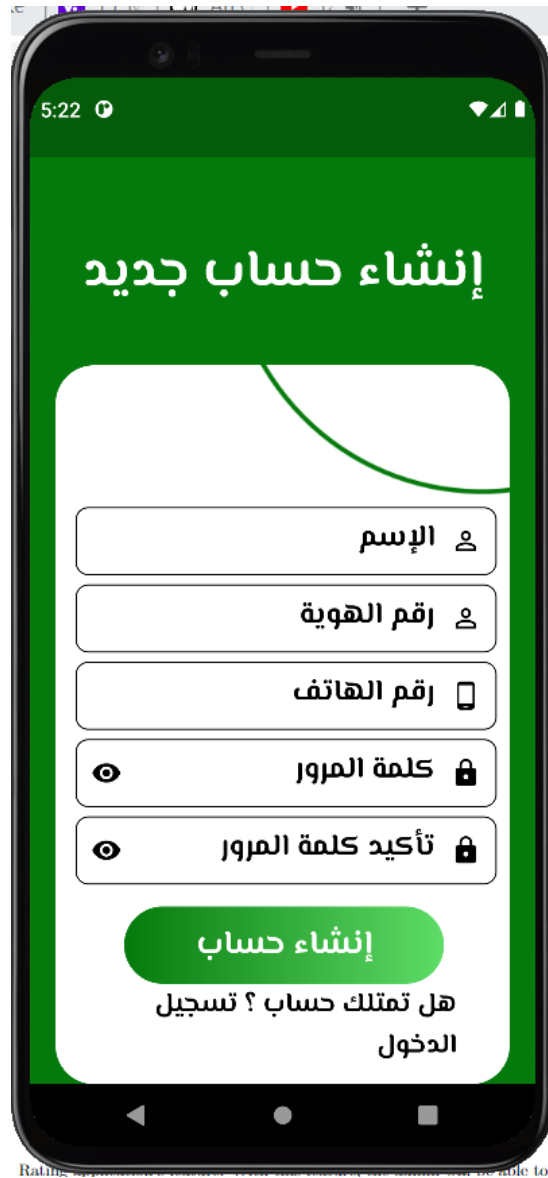 5:22
إنشاء حساب جديد
الإسم
رقم الهوية
رقم الهاتف
كلمة المرور
تأكيد كلمة المرور
إنشاء حساب
هل تمتلك حساب ؟ تسجيل
الدخول
Rating